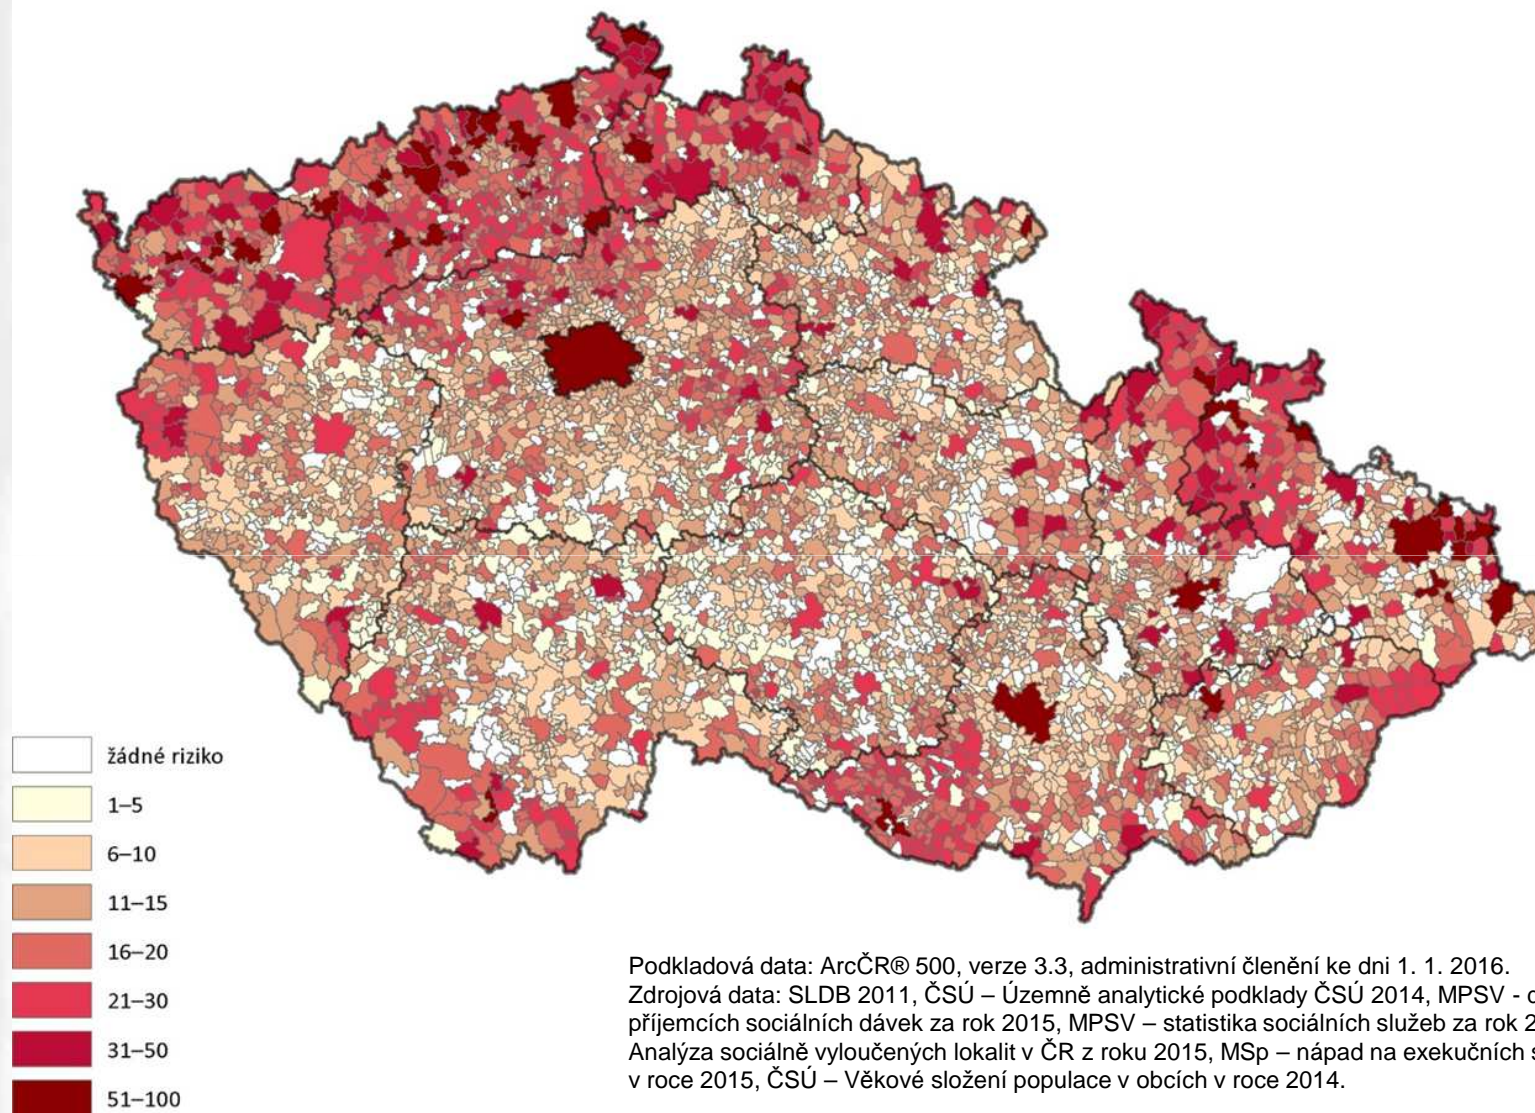 žádné riziko
1–5
6–10
11–15
16–20
21–30
31–50
51–100
Podkladová data: ArcČR® 500, verze 3.3, administrativní členění ke dni 1. 1. 2016.
Zdrojová data: SLDB 2011, ČSÚ – Územně analytické podklady ČSÚ 2014, MPSV -
příjemcích sociálních dávek za rok 2015, MPSV – statistika sociálních služeb za rok
Analýza sociálně vyloučených lokalit v ČR z roku 2015, MSp – nápad na exekučních
v roce 2015, ČSÚ – Věkové složení populace v obcích v roce 2014.